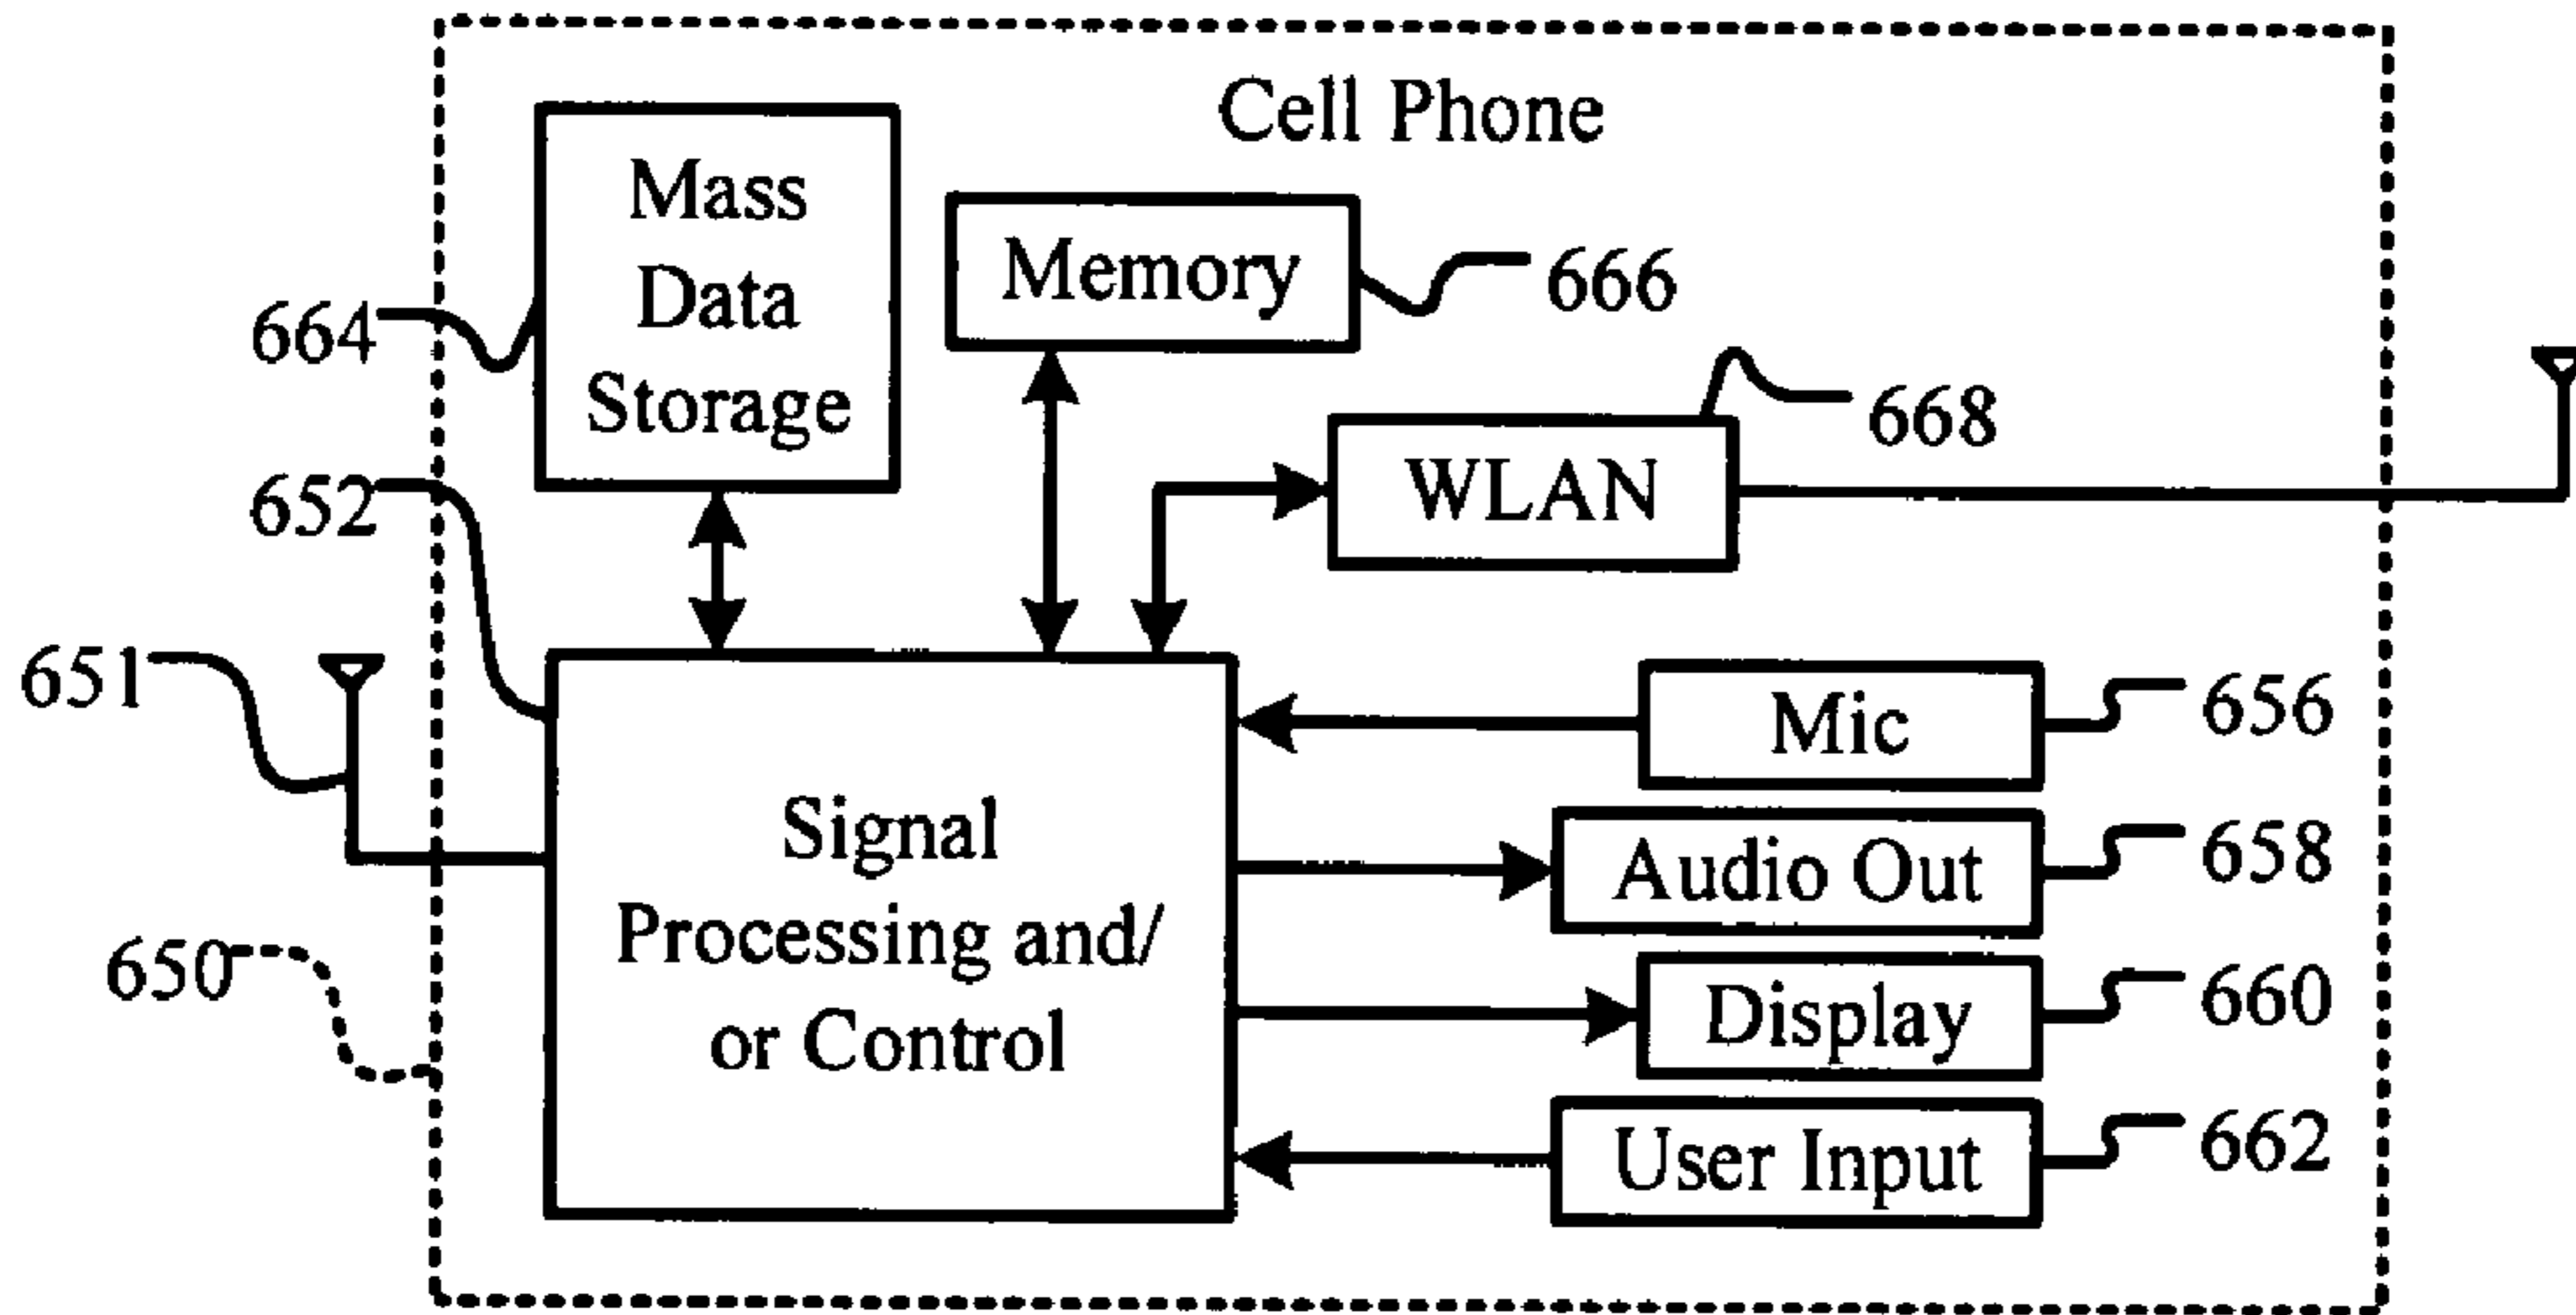 Cell Phone
Mass
Data
Storage
Memory
666
664
668
WLAN
652
651
Mic
656
Signal
Processing and/
or Control
Audio Out
658
650
Display
660
User Input
662